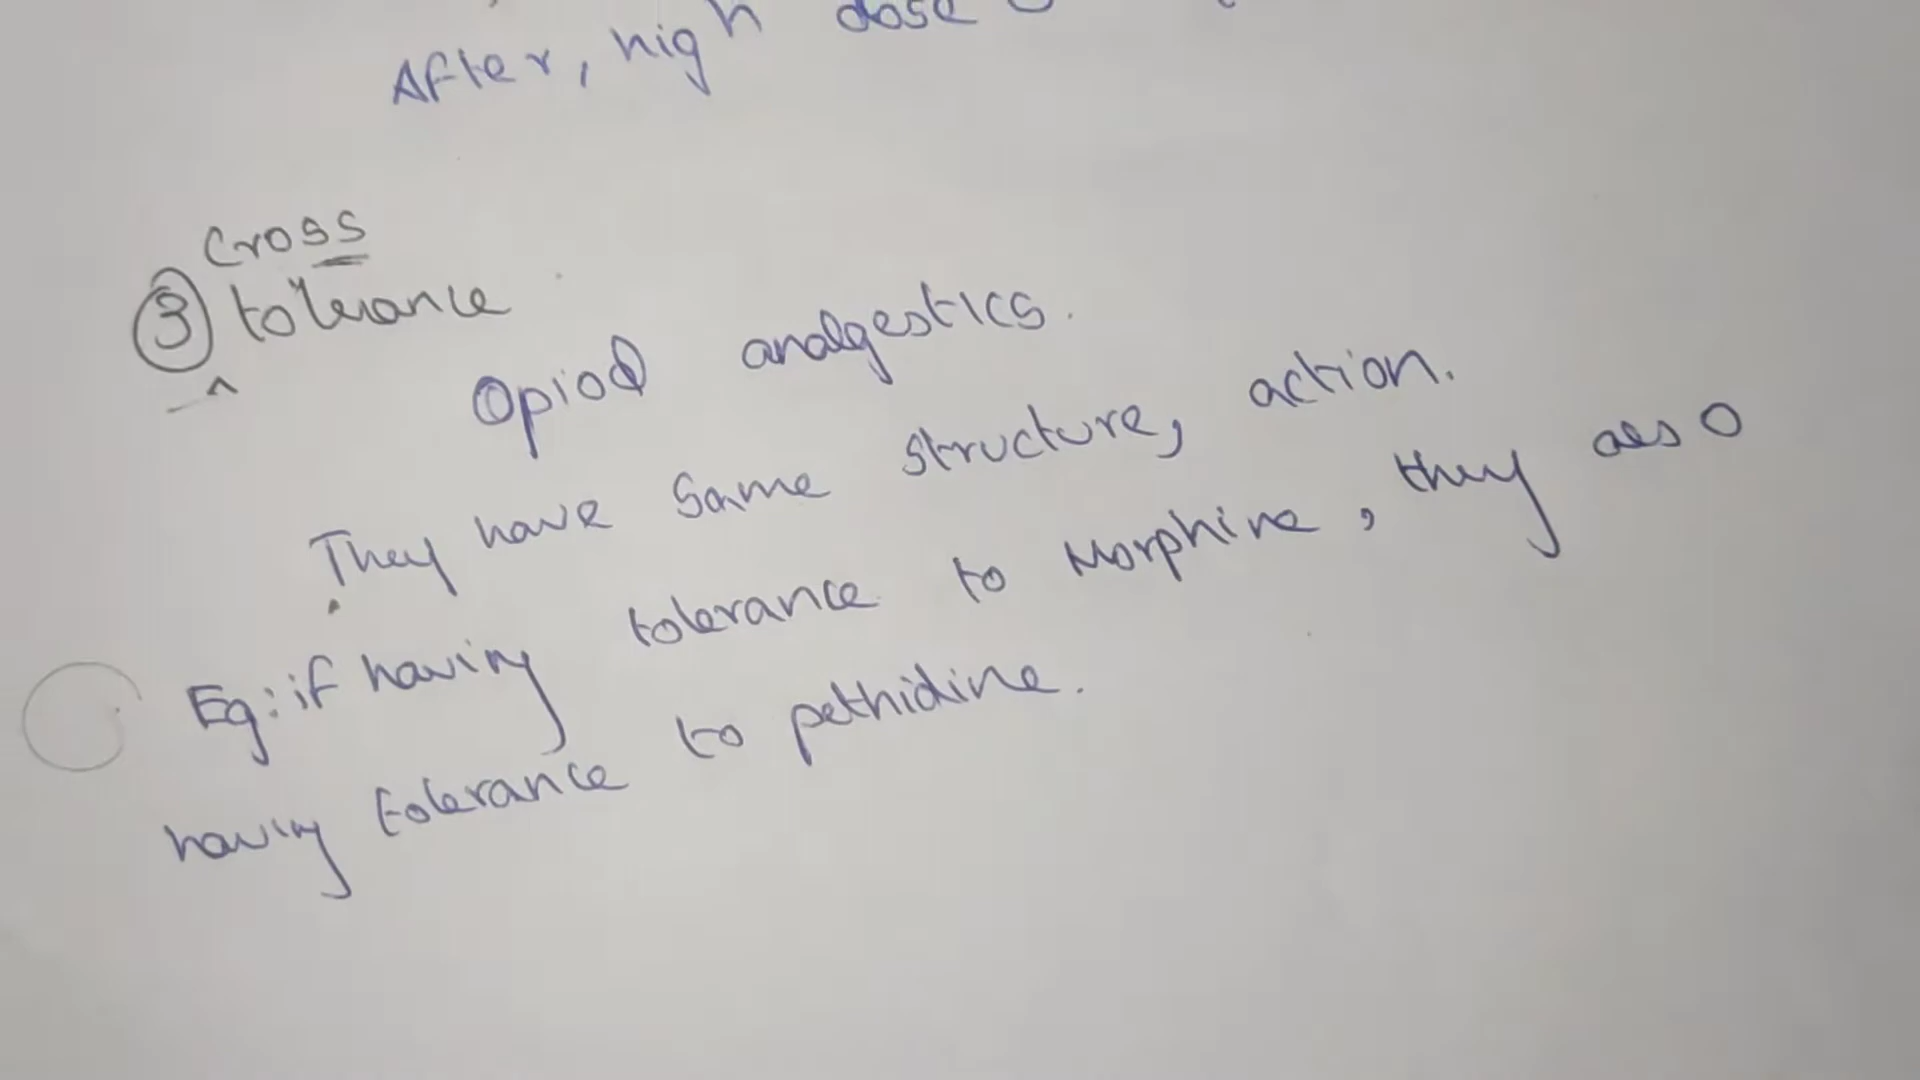 After, high dose
Cross
③ tolerance
Opiod analgestics.
They have same structure, action.
Eg: if having tolerance to Morphine, they also
having tolerance to pethidine.